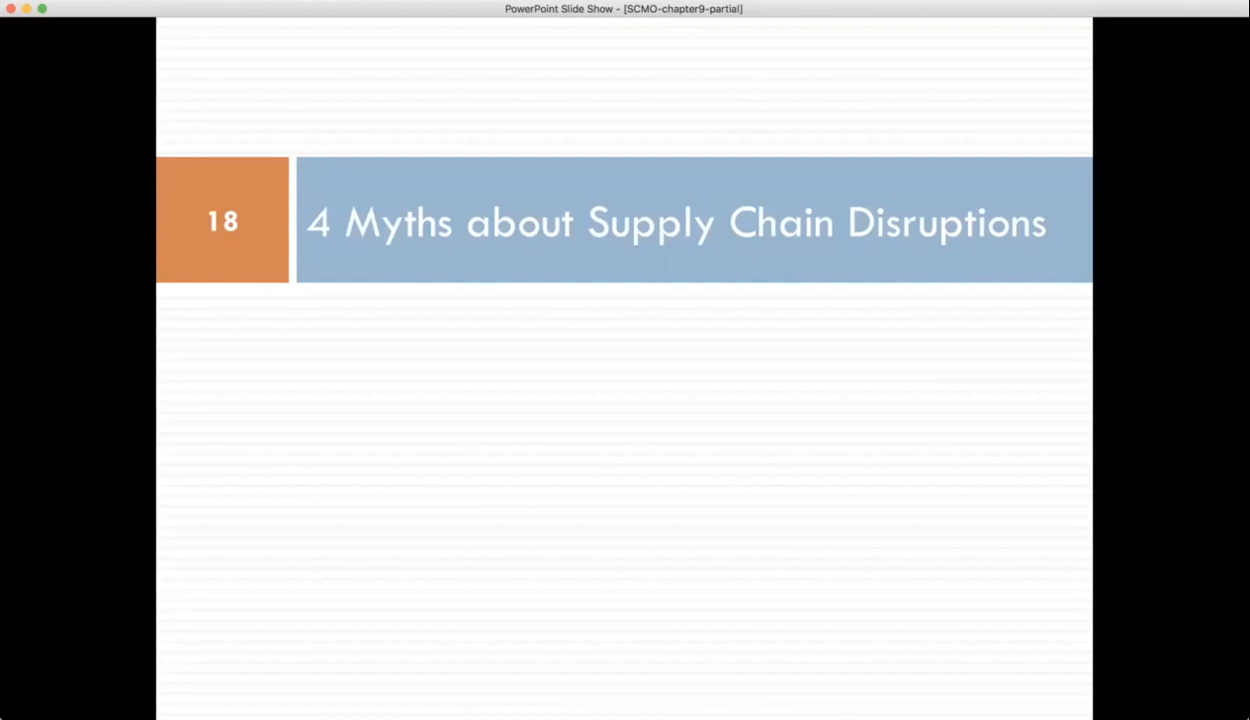 PowerPoint Slide Show - [SCMO-chapter9-partial]
18
4 Myths about Supply Chain Disruptions